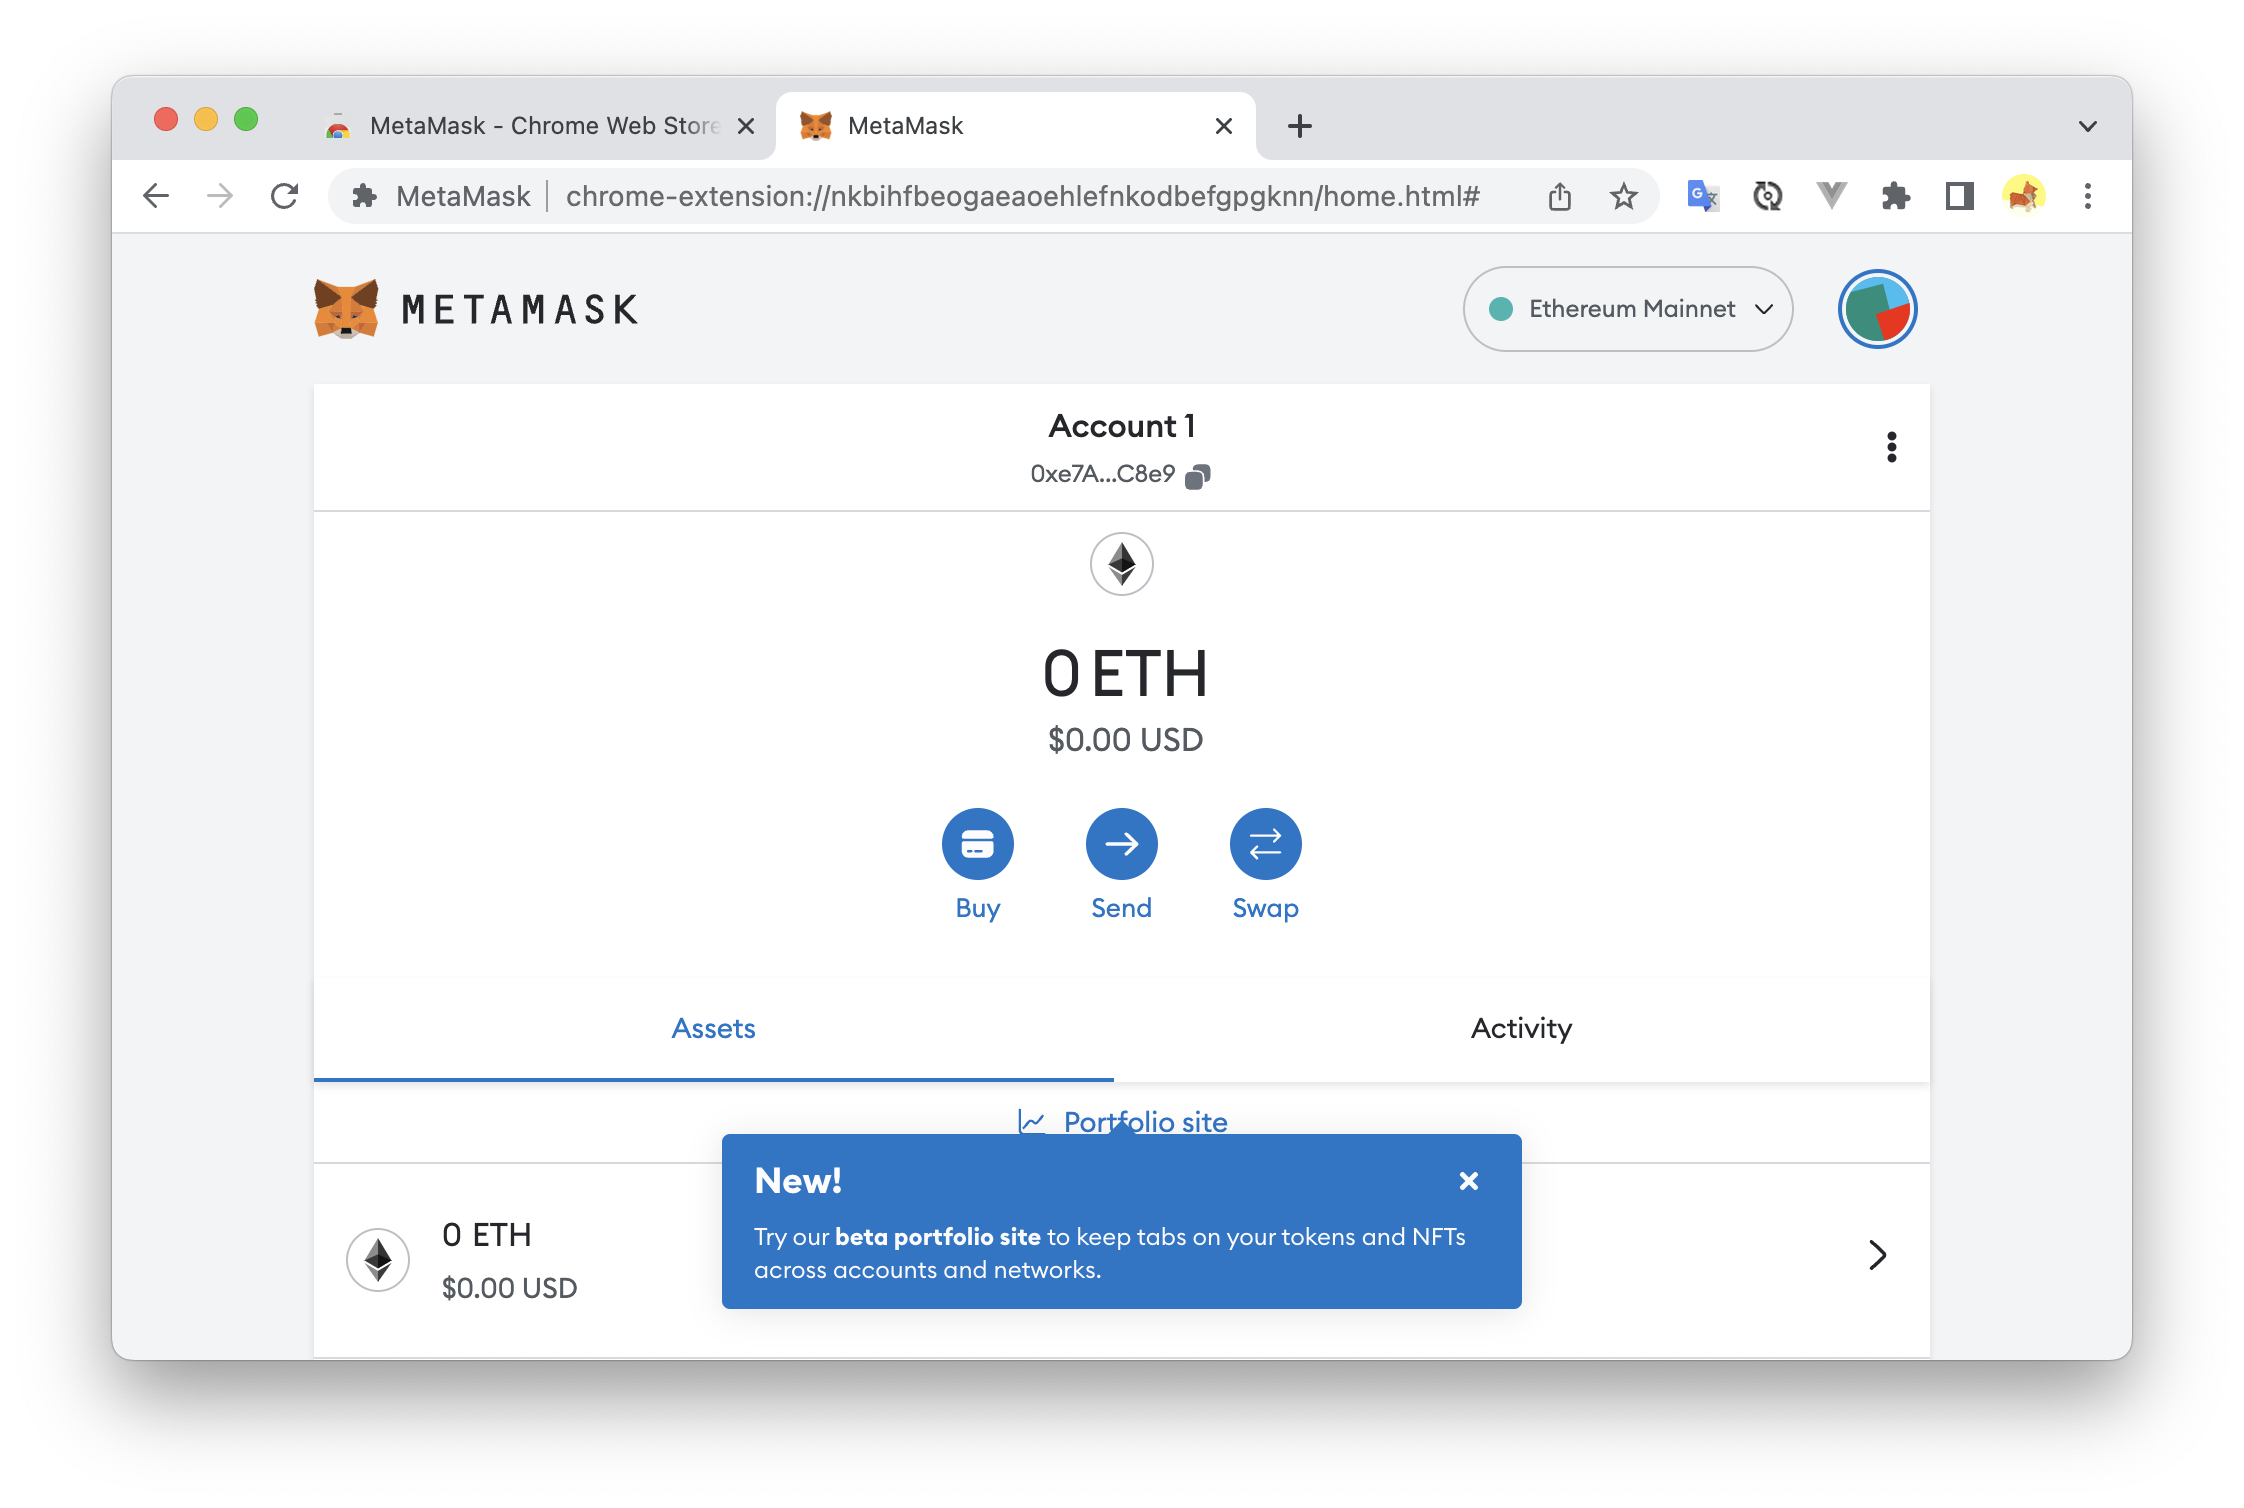 MetaMask - Chrome Web Store
MetaMask
MetaMask
chrome-extension://nkbihfbeogaeaoehlefnkodbefgpgknn/home.html#
METAMASK
Ethereum Mainnet
Account 1
0xe7A...C8e9
0 ETH
$0.00 USD
Buy
Send
Swap
Assets
Activity
Portfolio site
New!
Try our beta portfolio site to keep tabs on your tokens and NFTs
across accounts and networks.
0 ETH
$0.00 USD